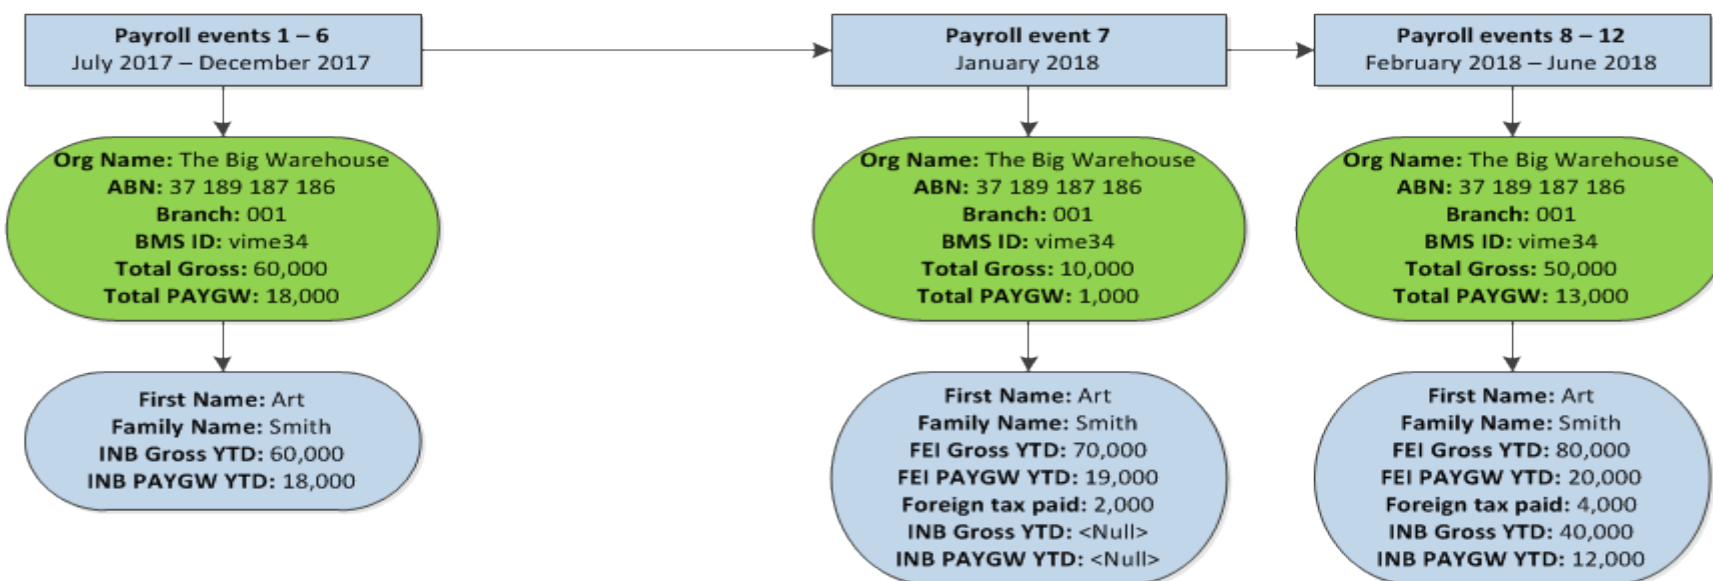 Payroll events 1 – 6
July 2017 – December 2017
Payroll event 7
January 2018
Payroll events 8 – 12
February 2018 – June 2018
Org Name: The Big Warehouse
ABN: 37 189 187 186
Branch: 001
BMS ID: vime34
Total Gross: 60,000
Total PAYGW: 18,000
Org Name: The Big Warehouse
ABN: 37 189 187 186
Branch: 001
BMS ID: vime34
Total Gross: 10,000
Total PAYGW: 1,000
Org Name: The Big Warehouse
ABN: 37 189 187 186
Branch: 001
BMS ID: vime34
Total Gross: 50,000
Total PAYGW: 13,000
First Name: Art
Family Name: Smith
INB Gross YTD: 60,000
INB PAYGW YTD: 18,000
First Name: Art
Family Name: Smith
FEI Gross YTD: 70,000
FEI PAYGW YTD: 19,000
Foreign tax paid: 2,000
INB Gross YTD: <Null>
INB PAYGW YTD: <Null>
First Name: Art
Family Name: Smith
FEI Gross YTD: 80,000
FEI PAYGW YTD: 20,000
Foreign tax paid: 4,000
INB Gross YTD: 40,000
INB PAYGW YTD: 12,000